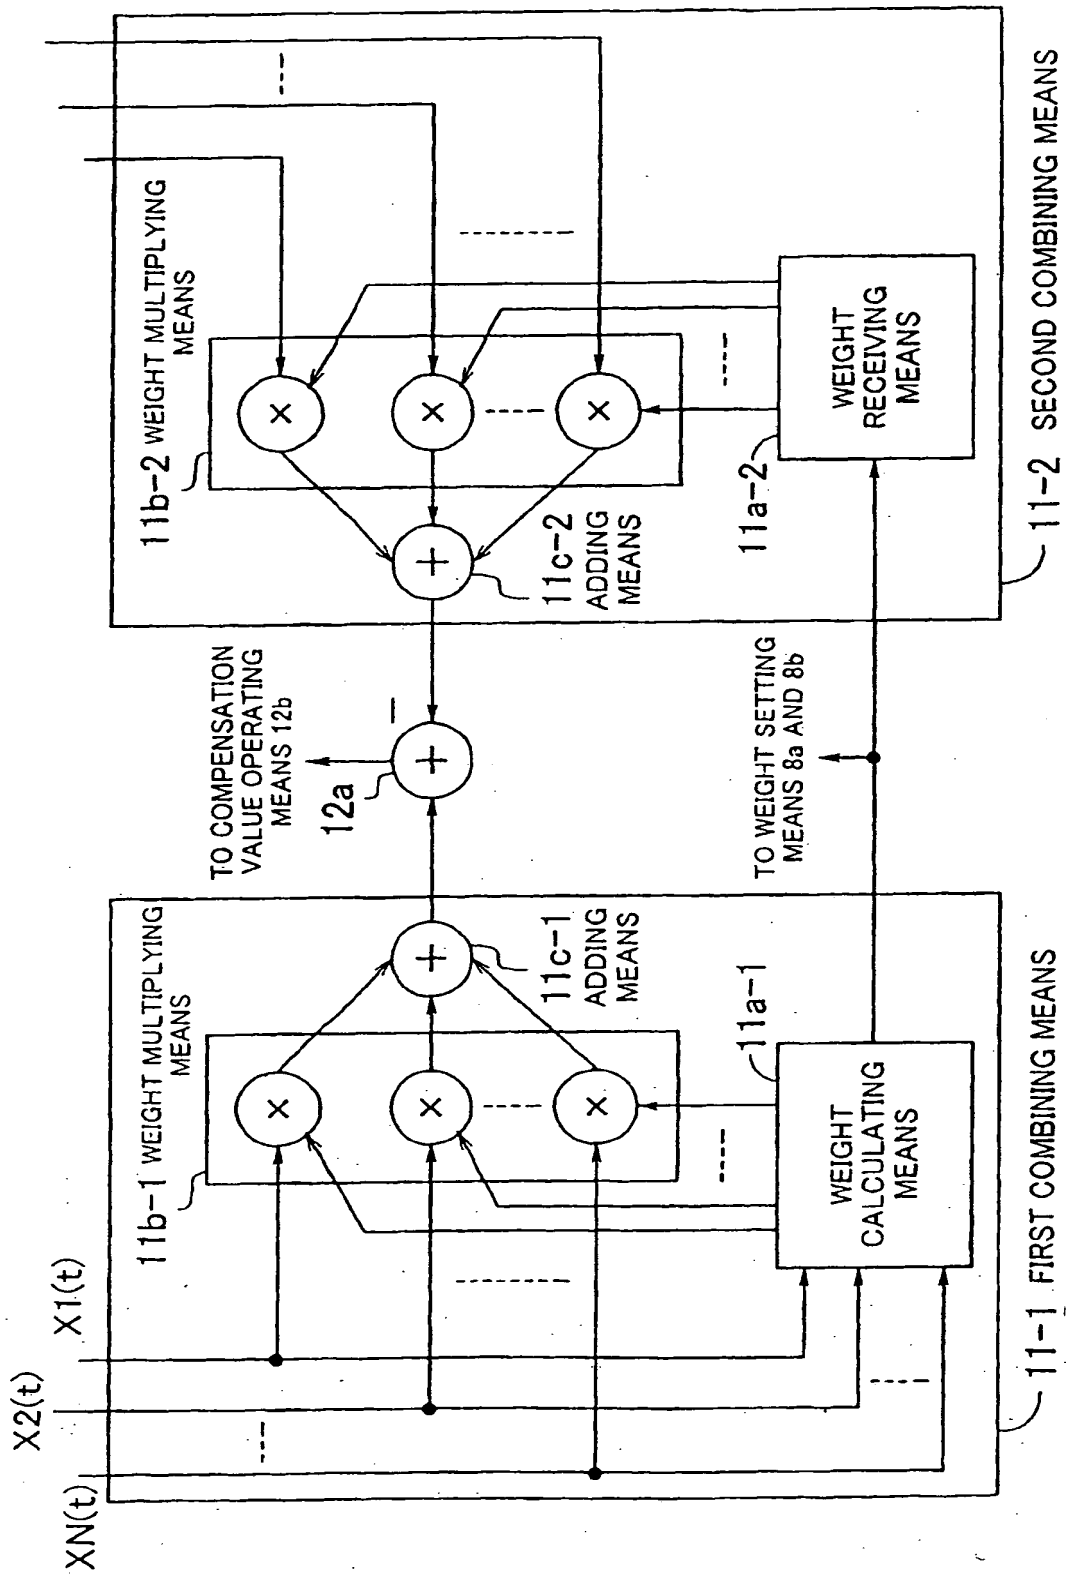 X1(t)
X2(t)
XN(t)
11b-1 WEIGHT MULTIPLYING
MEANS
×
×
×
+
11c-1
ADDING
MEANS
11a-1
WEIGHT
CALCULATING
MEANS
11-1 FIRST COMBINING MEANS
TO COMPENSATION
VALUE OPERATING
MEANS 12b
12a
+
−
TO WEIGHT SETTING
MEANS 8a AND 8b
11b-2 WEIGHT MULTIPLYING
MEANS
×
×
×
+
11c-2
ADDING
MEANS
11a-2
WEIGHT
RECEIVING
MEANS
11-2 SECOND COMBINING MEANS